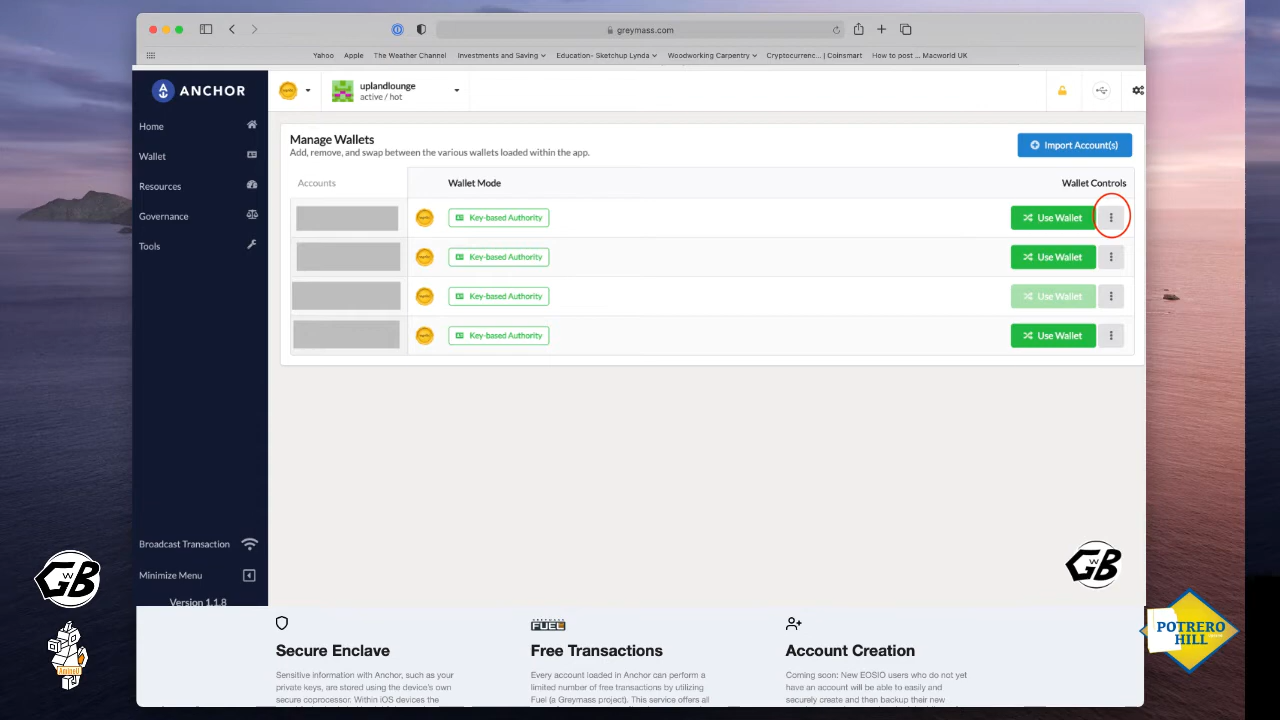 greymass.com
Yahoo Apple The Weather Channel Investments and Saving Education- Sketchup Lynda Woodworking Carpentry Cryptocurrenc... | Coinsmart How to post ... Macworld UK
ANCHOR
uplandlounge
active / hot
Home
Wallet
Resources
Governance
Tools
Manage Wallets
Add, remove, and swap between the various wallets loaded within the app.
Import Account(s)
Accounts Wallet Mode Wallet Controls
Key-based Authority Use Wallet
Key-based Authority Use Wallet
Key-based Authority Use Wallet
Key-based Authority Use Wallet
Broadcast Transaction
Minimize Menu
Version 1.1.8
GWB
GWB
POTRERO
HILL
FUEL
Secure Enclave
Sensitive information with Anchor, such as your
private keys, are stored using the device's own
secure coprocessor. Within iOS devices the
Free Transactions
Every account loaded in Anchor can perform a
limited number of free transactions by utilizing
Fuel (a Greymass project). This service offers all
Account Creation
Coming soon: New EOSIO users who do not yet
have an account will be able to easily and
securely create and then backup their new